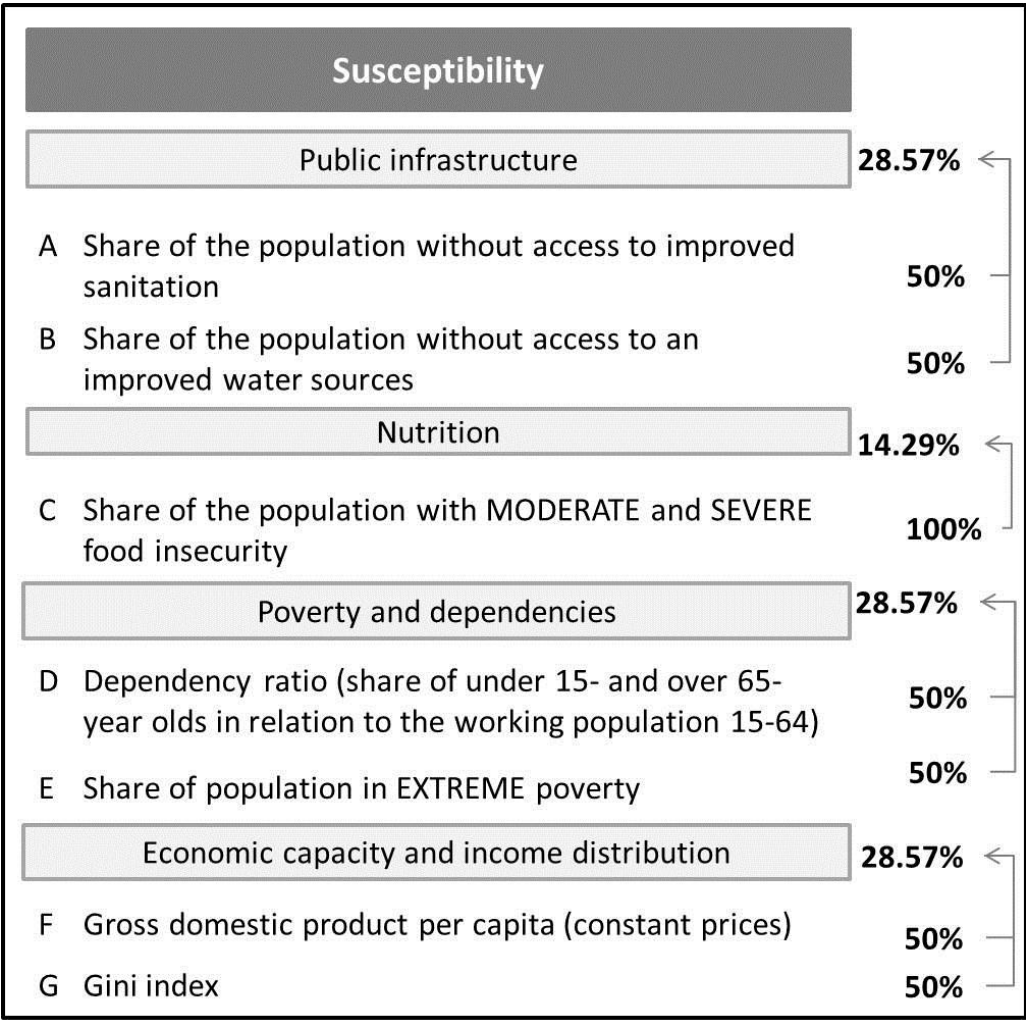 Susceptibility
Public infrastructure 28.57%
A Share of the population without access to improved
sanitation 50%
B Share of the population without access to an
improved water sources 50%
Nutrition 14.29%
C Share of the population with MODERATE and SEVERE
food insecurity 100%
Poverty and dependencies 28.57%
D Dependency ratio (share of under 15- and over 65-
year olds in relation to the working population 15-64) 50%
E Share of population in EXTREME poverty 50%
Economic capacity and income distribution 28.57%
F Gross domestic product per capita (constant prices) 50%
G Gini index 50%